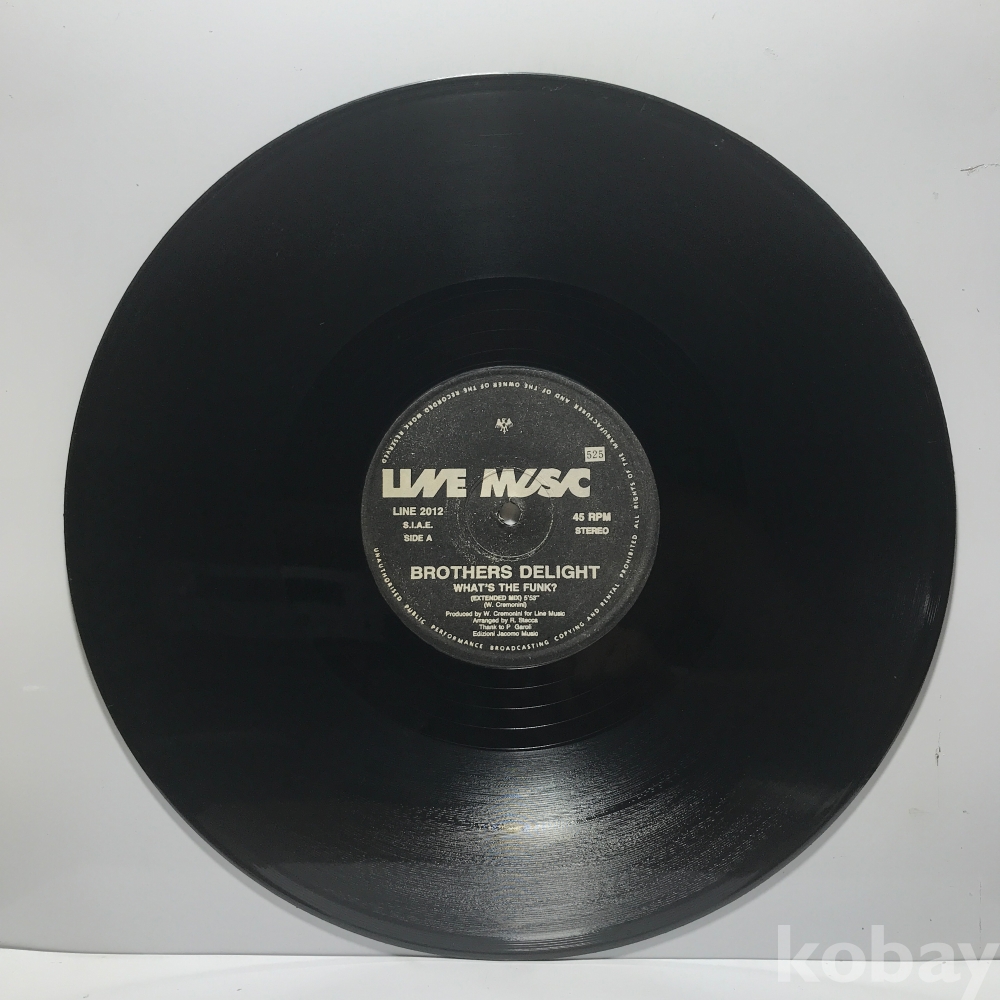 AFA
525
LINE MUSIC
LINE 2012
S.I.A.E.
SIDE A
45 RPM
STEREO
BROTHERS DELIGHT
WHAT'S THE FUNK?
(EXTENDED MIX) 5'53"
(W. Cremonini)
Produced by W. Cremonini for Line Music
Arranged by R. Stecca
Thank to P. Garoli
Edizioni Jacomo Music
ALL RIGHTS OF THE MANUFACTURER AND OF THE OWNER OF THE RECORDED WORK RESERVED
UNAUTHORISED PUBLIC PERFORMANCE BROADCASTING COPYING AND RENTAL PROHIBITED
kobay